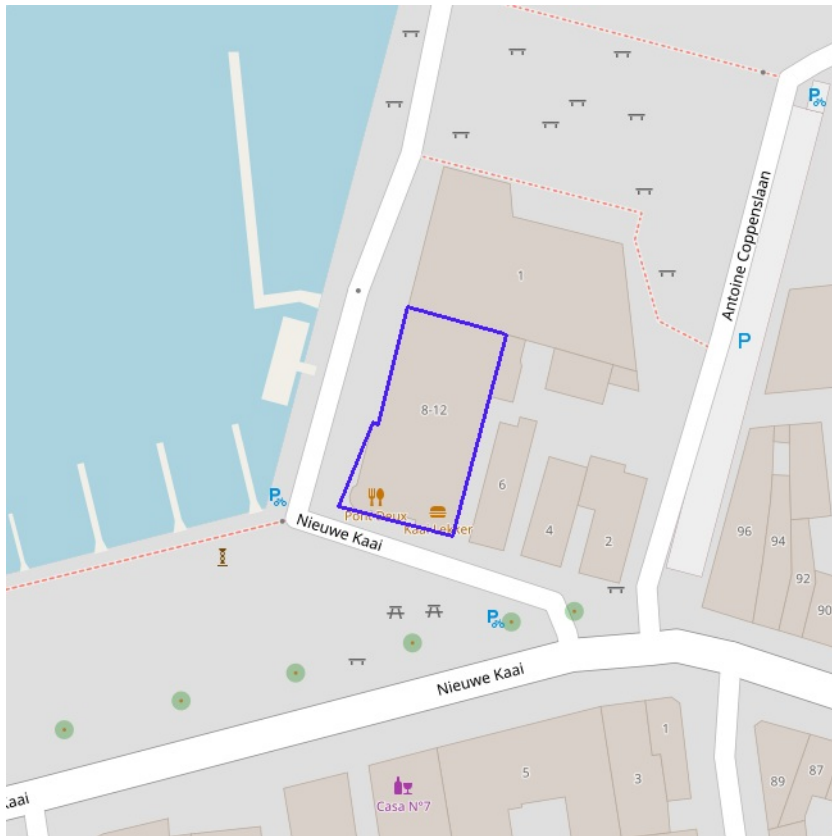 P
Antoine Coppenslaan
1
P
8-12
6
P
Pont Deux
Kaai Lekker
Nieuwe Kaai
4
2
96
94
92
90
P
Nieuwe Kaai
1
5
3
89
87
Kaai
Casa N°7